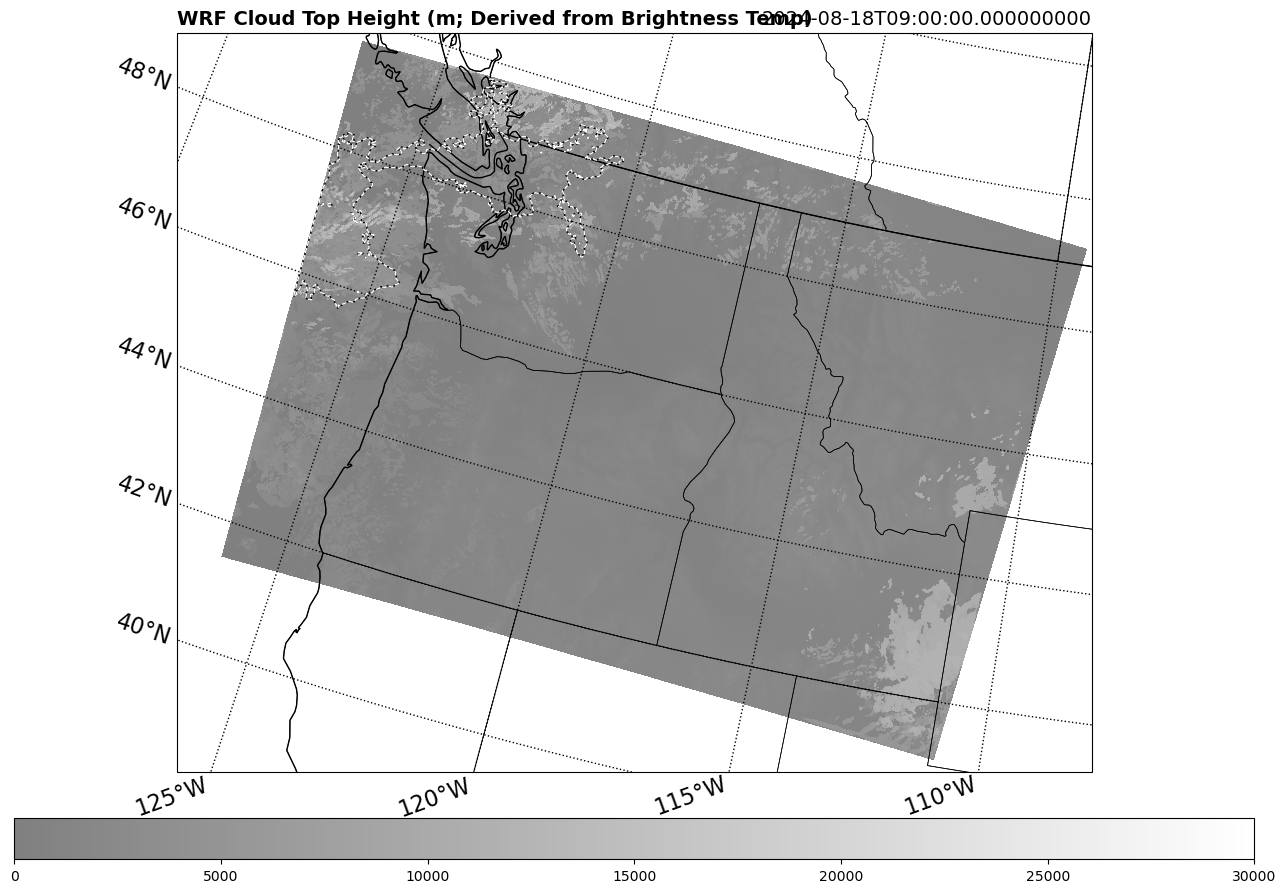 WRF Cloud Top Height (m; Derived from Brightness Temp)
2024-08-18T09:00:00.000000000
48°N
46°N
44°N
42°N
40°N
125°W 120°W 115°W 110°W
0 5000 10000 15000 20000 25000 30000